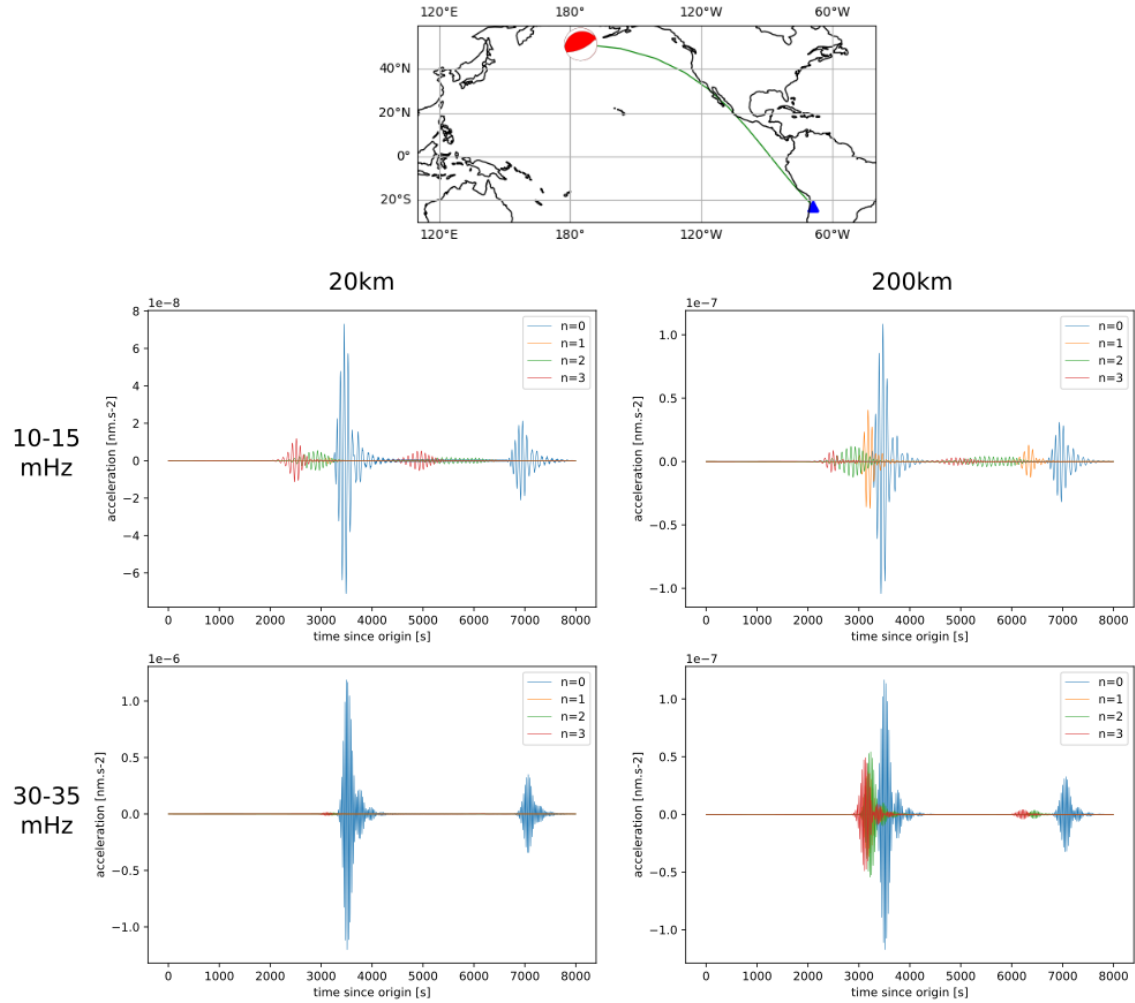 120°E 180° 120°W 60°W
40°N
20°N
0°
20°S
120°E 180° 120°W 60°W
20km
200km
10-15
mHz
1e−8
8
6
4
2
0
−2
−4
−6
acceleration [nm.s-2]
n=0
n=1
n=2
n=3
0 1000 2000 3000 4000 5000 6000 7000 8000
time since origin [s]
1e−7
1.0
0.5
0.0
−0.5
−1.0
acceleration [nm.s-2]
n=0
n=1
n=2
n=3
0 1000 2000 3000 4000 5000 6000 7000 8000
time since origin [s]
30-35
mHz
1e−6
1.0
0.5
0.0
−0.5
−1.0
acceleration [nm.s-2]
n=0
n=1
n=2
n=3
0 1000 2000 3000 4000 5000 6000 7000 8000
time since origin [s]
1e−7
1.0
0.5
0.0
−0.5
−1.0
acceleration [nm.s-2]
n=0
n=1
n=2
n=3
0 1000 2000 3000 4000 5000 6000 7000 8000
time since origin [s]